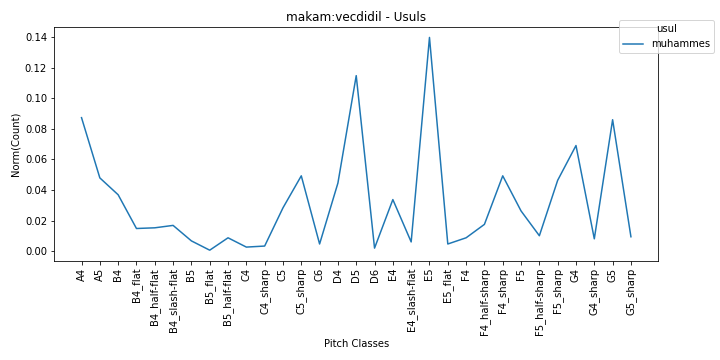 makam:vecdidil - Usuls
usul
muhammes
Norm(Count)
0.14
0.12
0.10
0.08
0.06
0.04
0.02
0.00
A4
A5
B4
B4_flat
B4_half-flat
B4_slash-flat
B5
B5_flat
B5_half-flat
C4
C4_sharp
C5
C5_sharp
C6
D4
D5
D6
E4
E4_slash-flat
E5
E5_flat
F4
F4_half-sharp
F4_sharp
F5
F5_half-sharp
F5_sharp
G4
G4_sharp
G5
G5_sharp
Pitch Classes